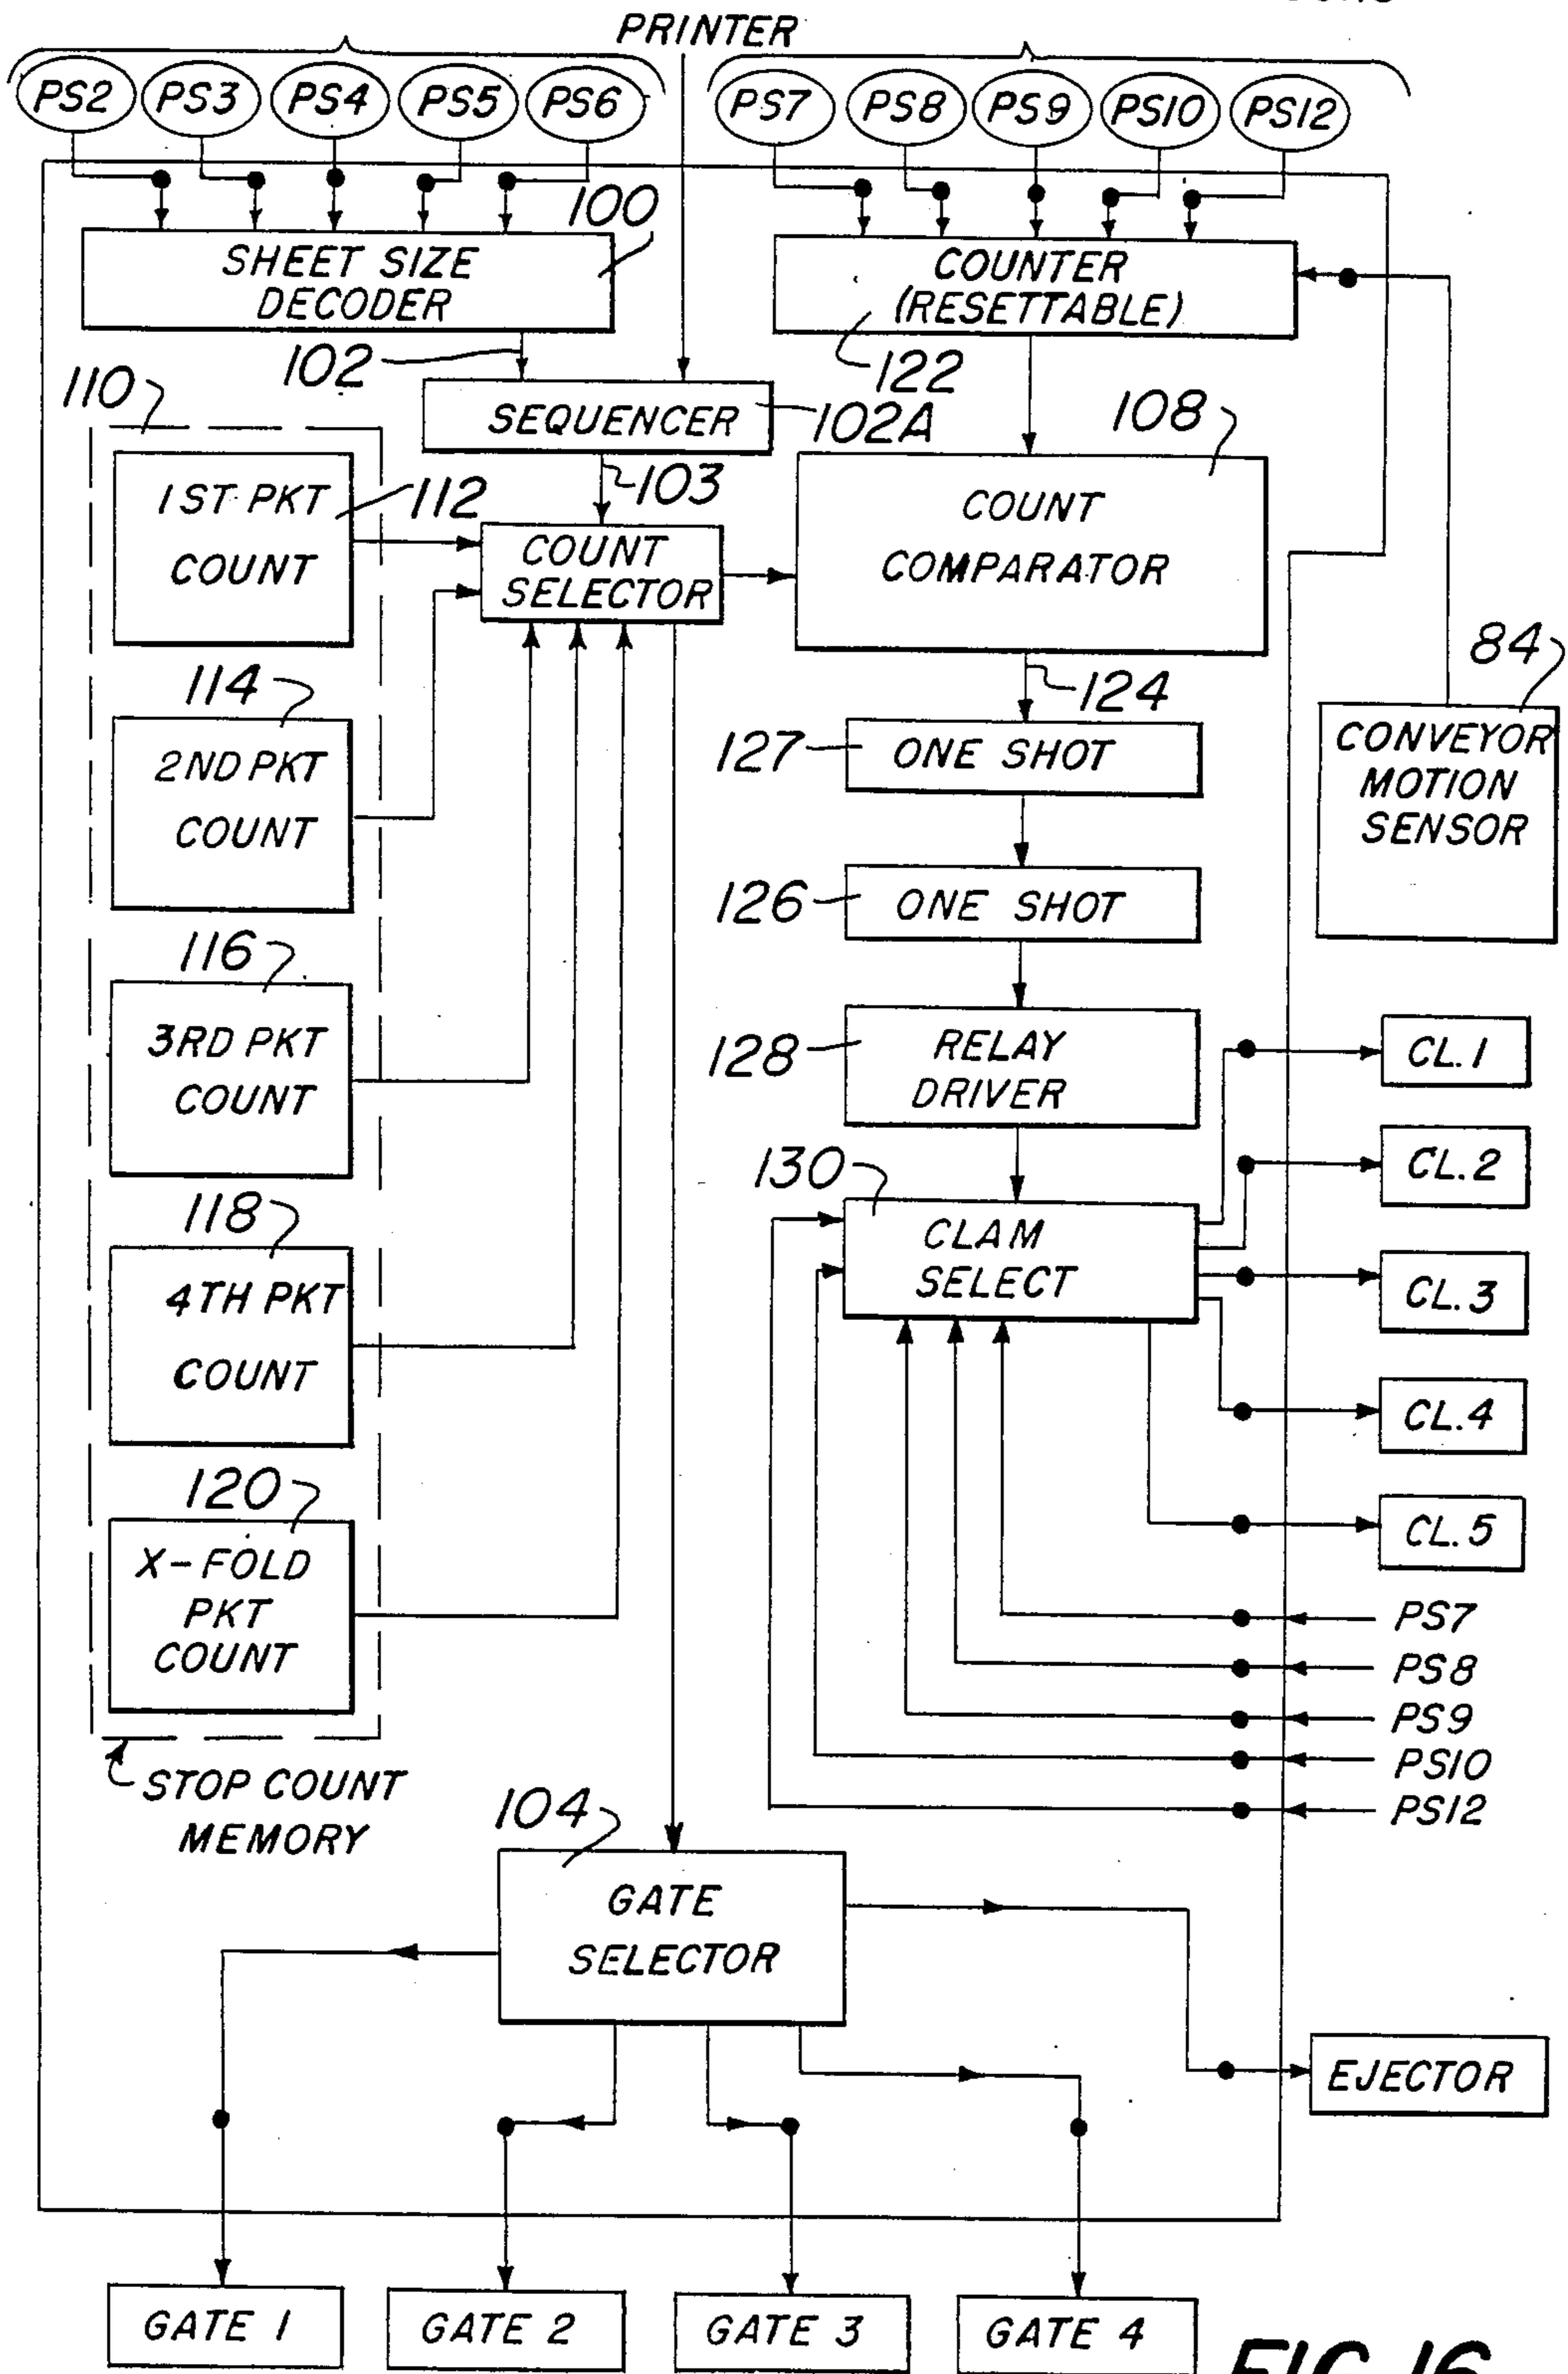 PRINTER
PS2 PS3 PS4 PS5 PS6 PS7 PS8 PS9 PS10 PS12
100
SHEET SIZE
DECODER
COUNTER
(RESETTABLE)
102
122
110
SEQUENCER
102A
108
103
1ST PKT
COUNT
112
COUNT
SELECTOR
COUNT
COMPARATOR
84
114
124
2ND PKT
COUNT
127
ONE SHOT
CONVEYOR
MOTION
SENSOR
126
ONE SHOT
116
3RD PKT
COUNT
128
RELAY
DRIVER
CL.1
CL.2
130
118
CLAM
SELECT
4TH PKT
COUNT
CL.3
CL.4
120
CL.5
X-FOLD
PKT
COUNT
PS7
PS8
PS9
PS10
PS12
STOP COUNT
MEMORY
104
GATE
SELECTOR
EJECTOR
GATE 1
GATE 2
GATE 3
GATE 4
FIG. 16